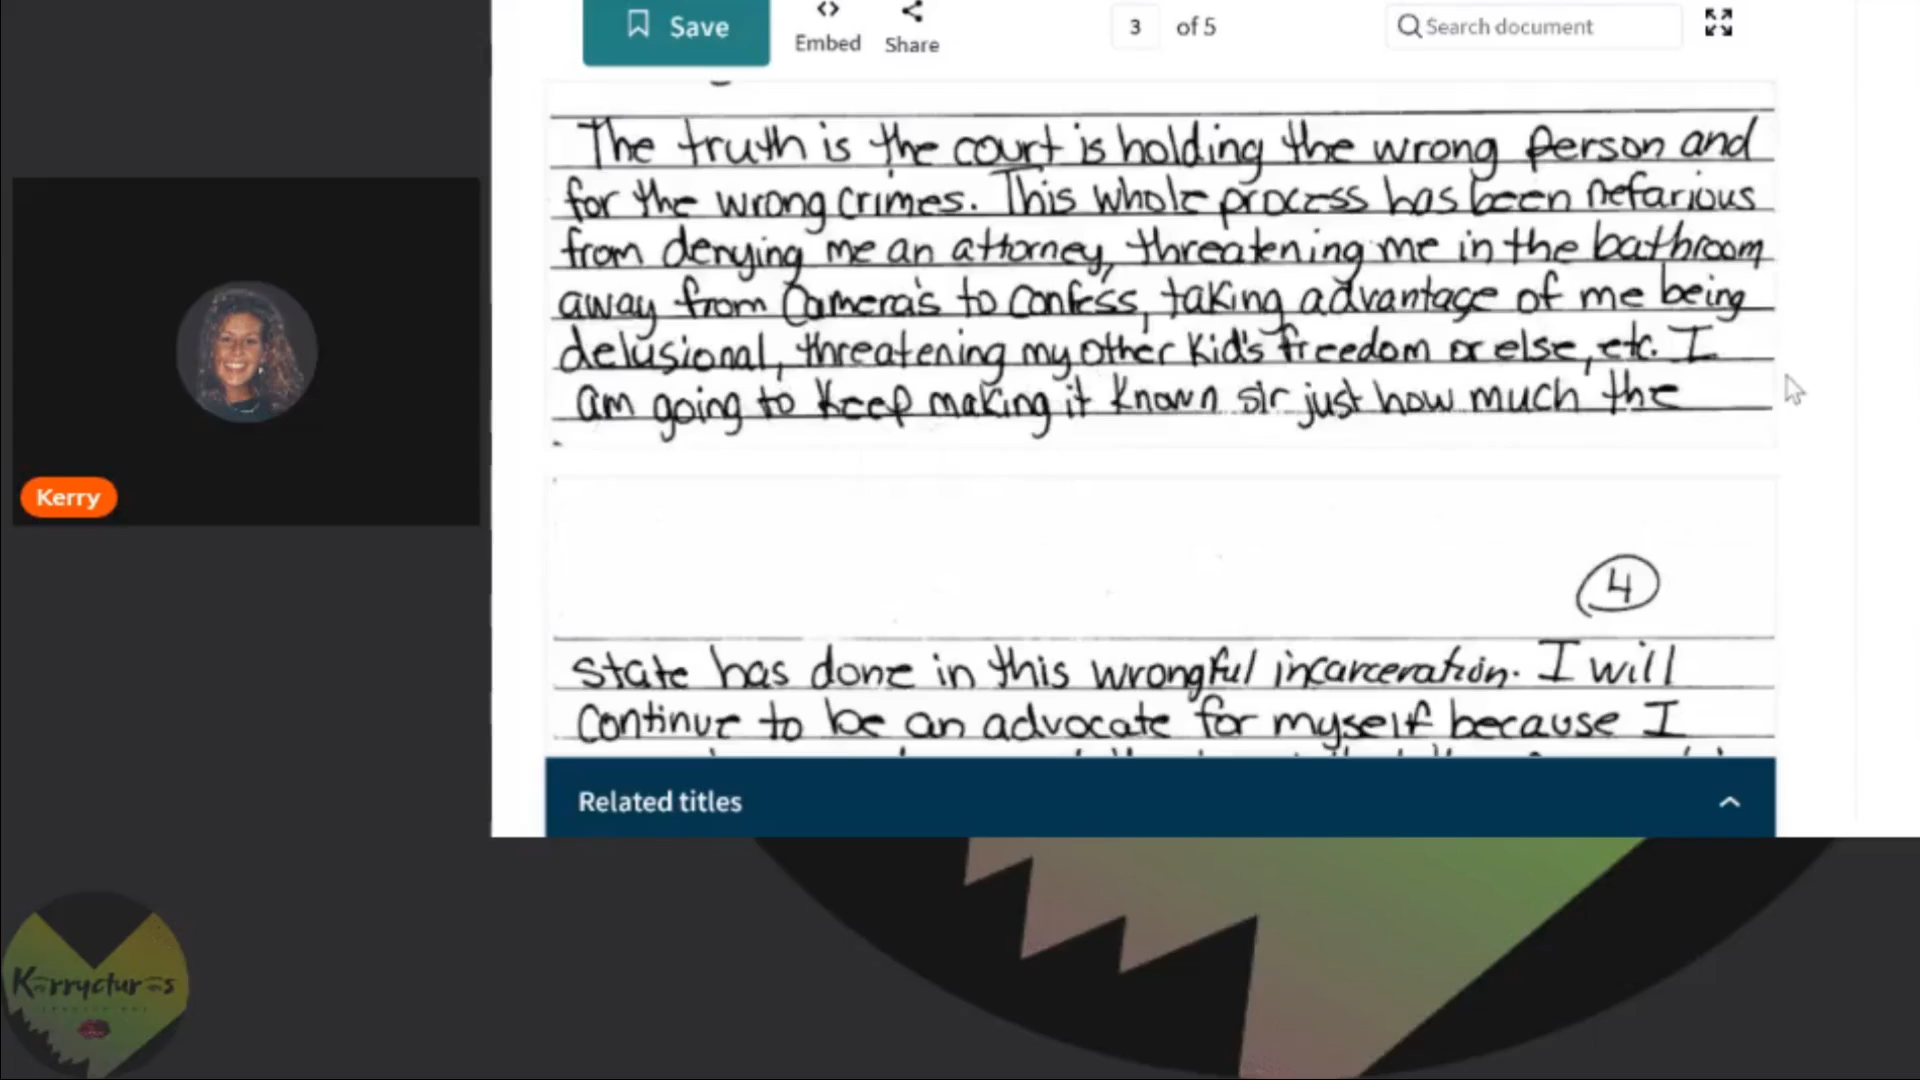 Save
Embed
Share
3 of 5
Search document
The truth is the court is holding the wrong person and
for the wrong crimes. This whole process has been nefarious
from denying me an attorney, threatening me in the bathroom
away from Camera's to Confess, taking advantage of me being
delusional, threatening my other Kid's freedom or else, etc. I
am going to Keep making it known sir just how much the
4
State has done in this wrongful incarceration. I will
Continue to be an advocate for myself because I
Related titles
Kerry
Kerryctures